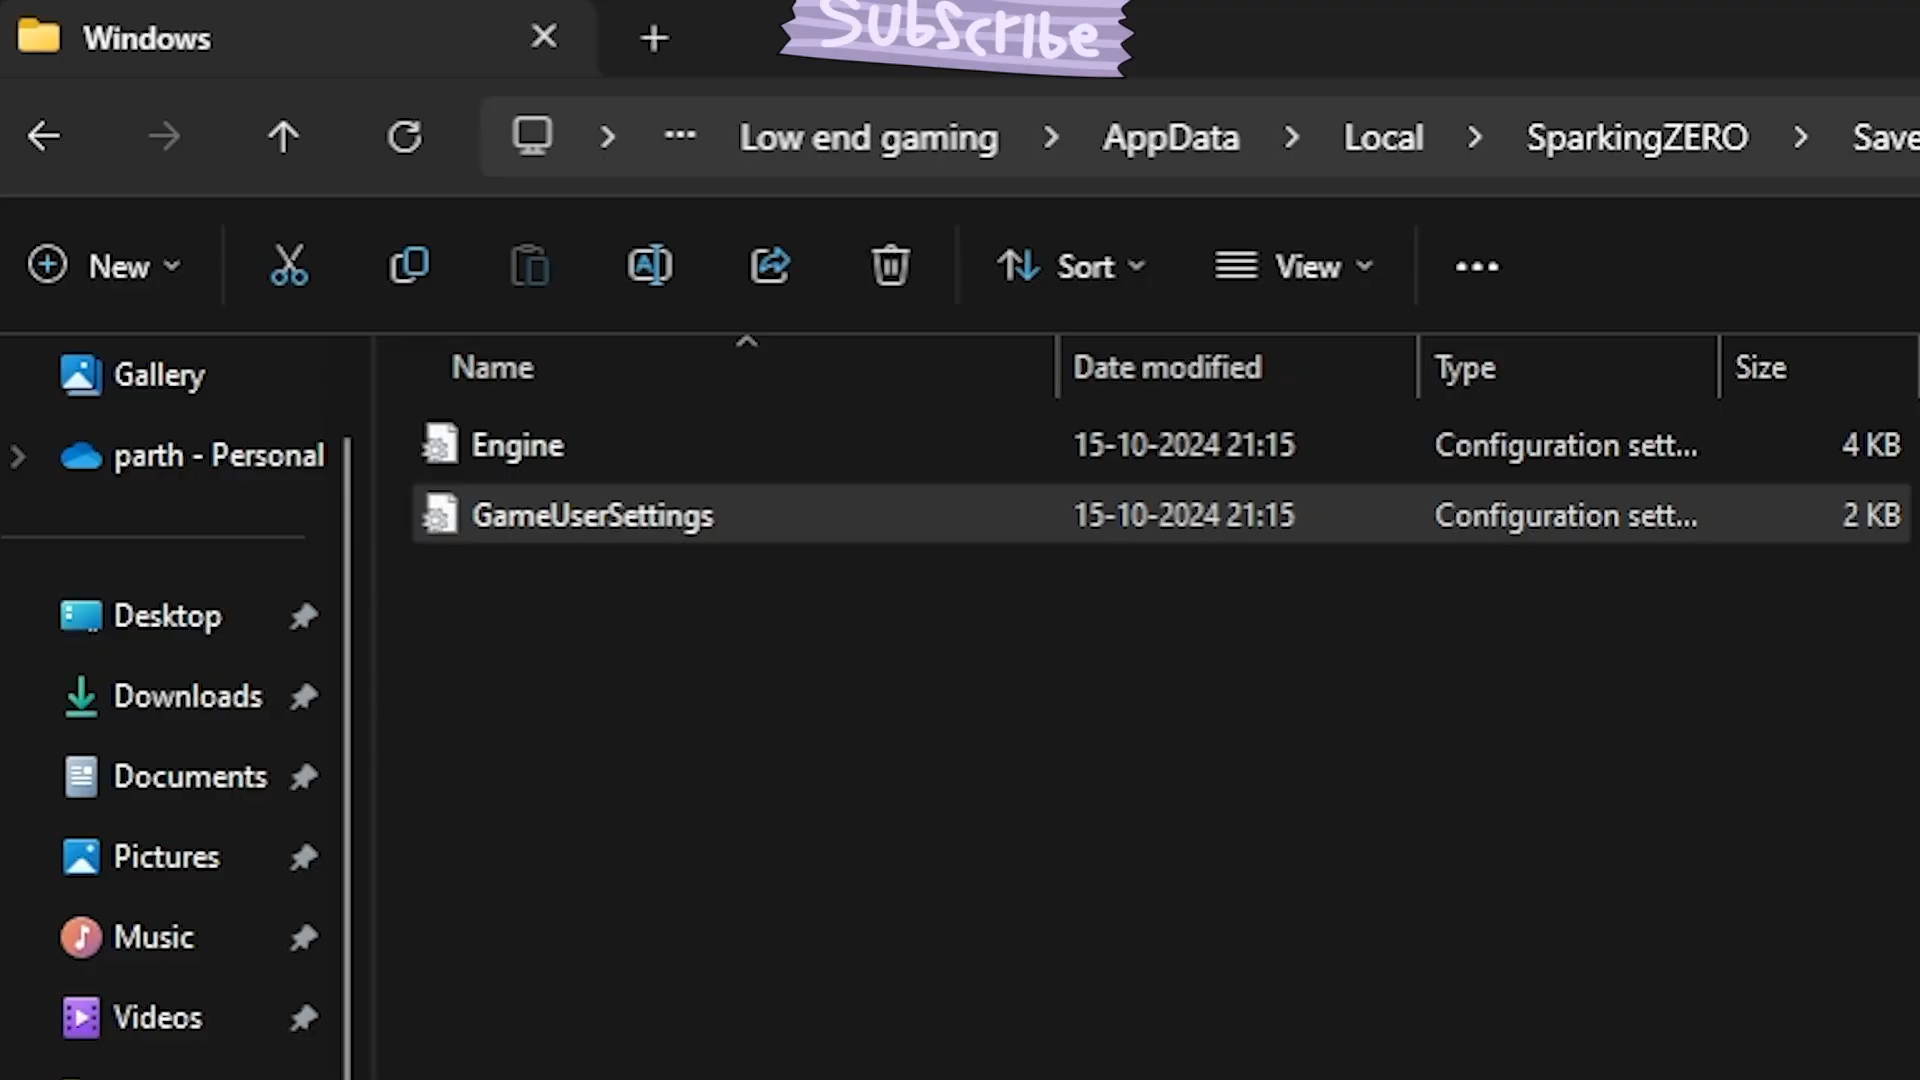 Windows
Subscribe
Low end gaming > AppData > Local > SparkingZERO > Save
New
Sort
View
Gallery
parth - Personal
Desktop
Downloads
Documents
Pictures
Music
Videos
Name Date modified Type Size
Engine 15-10-2024 21:15 Configuration sett... 4 KB
GameUserSettings 15-10-2024 21:15 Configuration sett... 2 KB